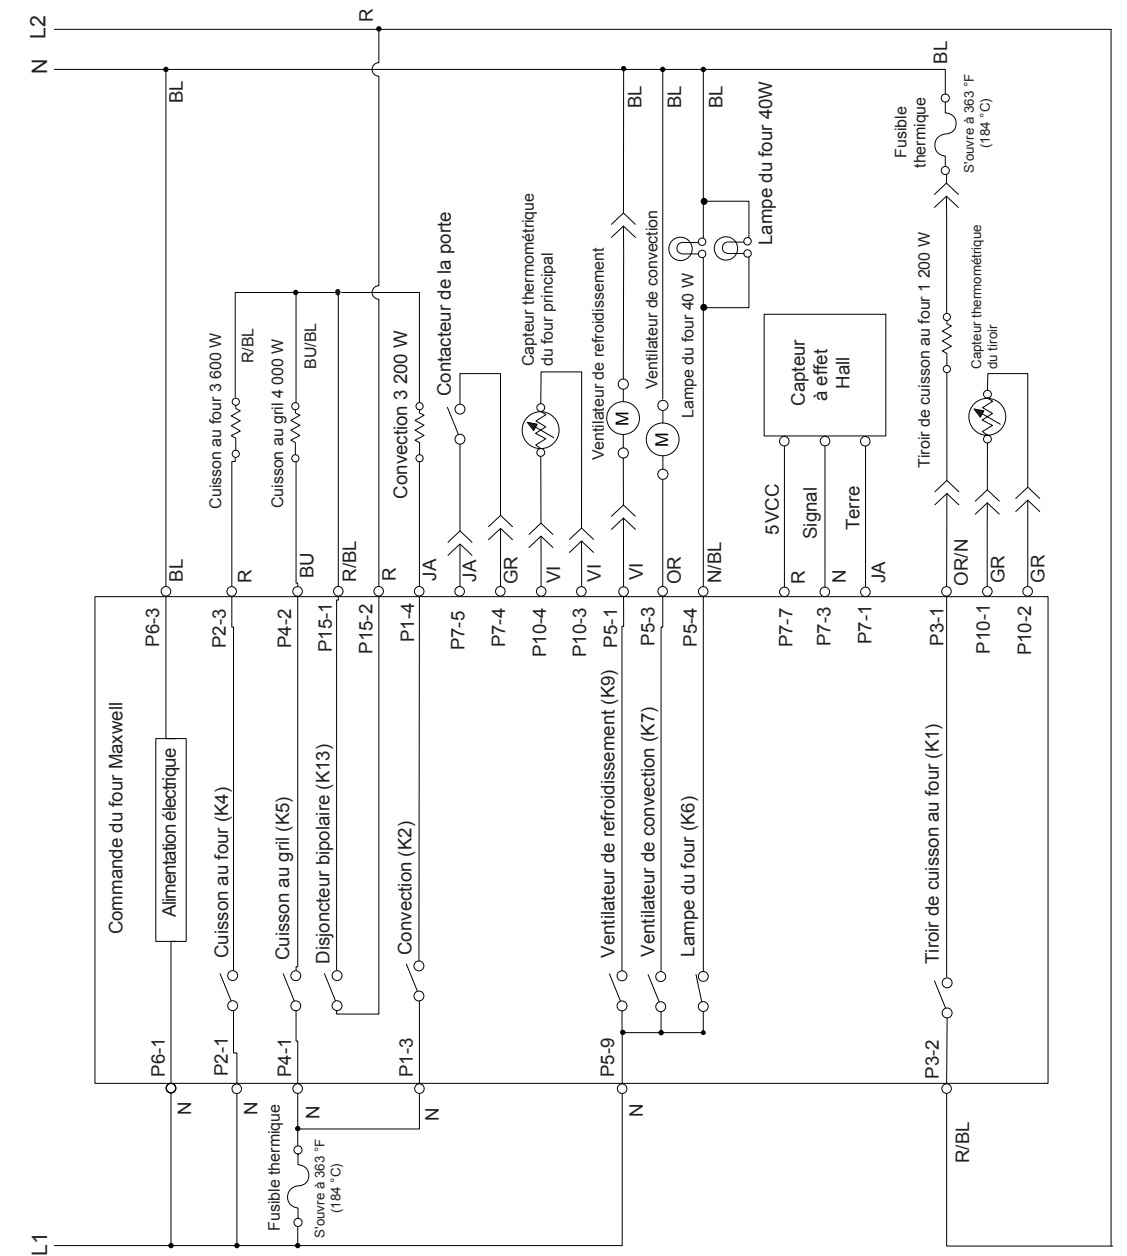 L2
R
N
BL
BL
BL
BL
BL
Fusible
thermique
S'ouvre à 363 °F
(184 °C)
Lampe du four 40W
Contacteur de la porte
Capteur thermométrique
du four principal
Ventilateur de refroidissement
Ventilateur de convection
Lampe du four 40 W
Tiroir de cuisson au four 1 200 W
Capteur thermométrique
du tiroir
Cuisson au four 3 600 W
R/BL
Cuisson au gril 4 000 W
BU/BL
Convection 3 200 W
M
M
Capteur
à effet
Hall
5VCC
Signal
Terre
BL
R
BU
R/BL
R
JA
JA
GR
VI
VI
VI
OR
N/BL
R
N
JA
OR/N
GR
GR
P6-3
P2-3
P4-2
P15-1
P15-2
P1-4
P7-5
P7-4
P10-4
P10-3
P5-1
P5-3
P5-4
P7-7
P7-3
P7-1
P3-1
P10-1
P10-2
Commande du four Maxwell
Alimentation électrique
Cuisson au four (K4)
Cuisson au gril (K5)
Disjoncteur bipolaire (K13)
Convection (K2)
Ventilateur de refroidissement (K9)
Ventilateur de convection (K7)
Lampe du four (K6)
Tiroir de cuisson au four (K1)
P6-1
P2-1
P4-1
P1-3
P5-9
P3-2
N
N
N
N
N
R/BL
Fusible thermique
S'ouvre à 363 °F
(184 °C)
L1